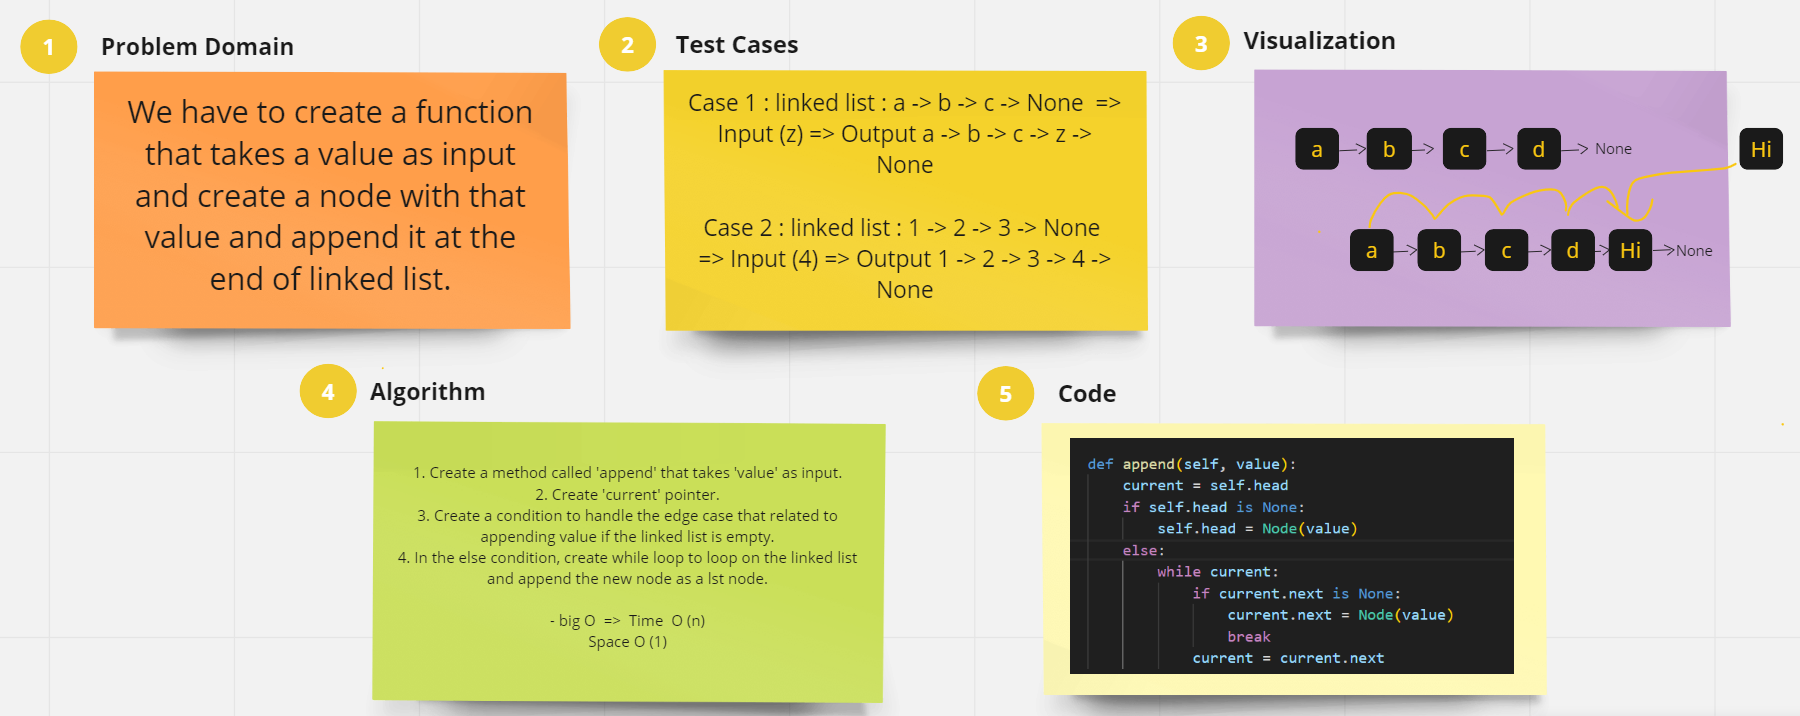 1 Problem Domain
We have to create a function
that takes a value as input
and create a node with that
value and append it at the
end of linked list.
2 Test Cases
Case 1 : linked list : a -> b -> c -> None =>
Input (z) => Output a -> b -> c -> z ->
None
Case 2 : linked list : 1 -> 2 -> 3 -> None
=> Input (4) => Output 1 -> 2 -> 3 -> 4 ->
None
3 Visualization
a b c d None Hi
a b c d Hi None
4 Algorithm
1. Create a method called 'append' that takes 'value' as input.
2. Create 'current' pointer.
3. Create a condition to handle the edge case that related to
appending value if the linked list is empty.
4. In the else condition, create while loop to loop on the linked list
and append the new node as a lst node.
- big O => Time O (n)
Space O (1)
5 Code
def append(self, value):
current = self.head
if self.head is None:
self.head = Node(value)
else:
while current:
if current.next is None:
current.next = Node(value)
break
current = current.next